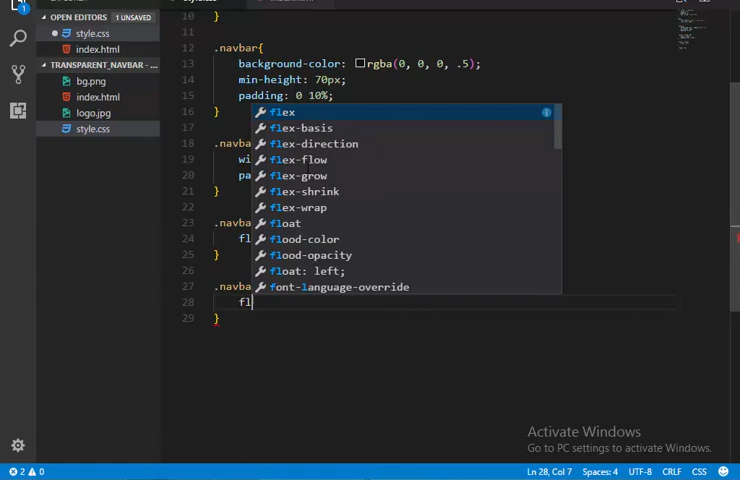 1
OPEN EDITORS 1 UNSAVED
style.css
index.html
TRANSPARENT_NAVBAR - ...
bg.png
index.html
logo.jpg
style.css
10 }
11
12 .navbar{
13 background-color: rgba(0, 0, 0, .5);
14 min-height: 70px;
15 padding: 0 10%;
16 }
17
18 .navba
19 wi
20 pa
21 }
22
23 .navba
24 fl
25 }
26
27 .navba
28 fl
29 }
flex
flex-basis
flex-direction
flex-flow
flex-grow
flex-shrink
flex-wrap
float
flood-color
flood-opacity
float: left;
font-language-override
Activate Windows
Go to PC settings to activate Windows.
2 0 Ln 28, Col 7 Spaces: 4 UTF-8 CRLF CSS